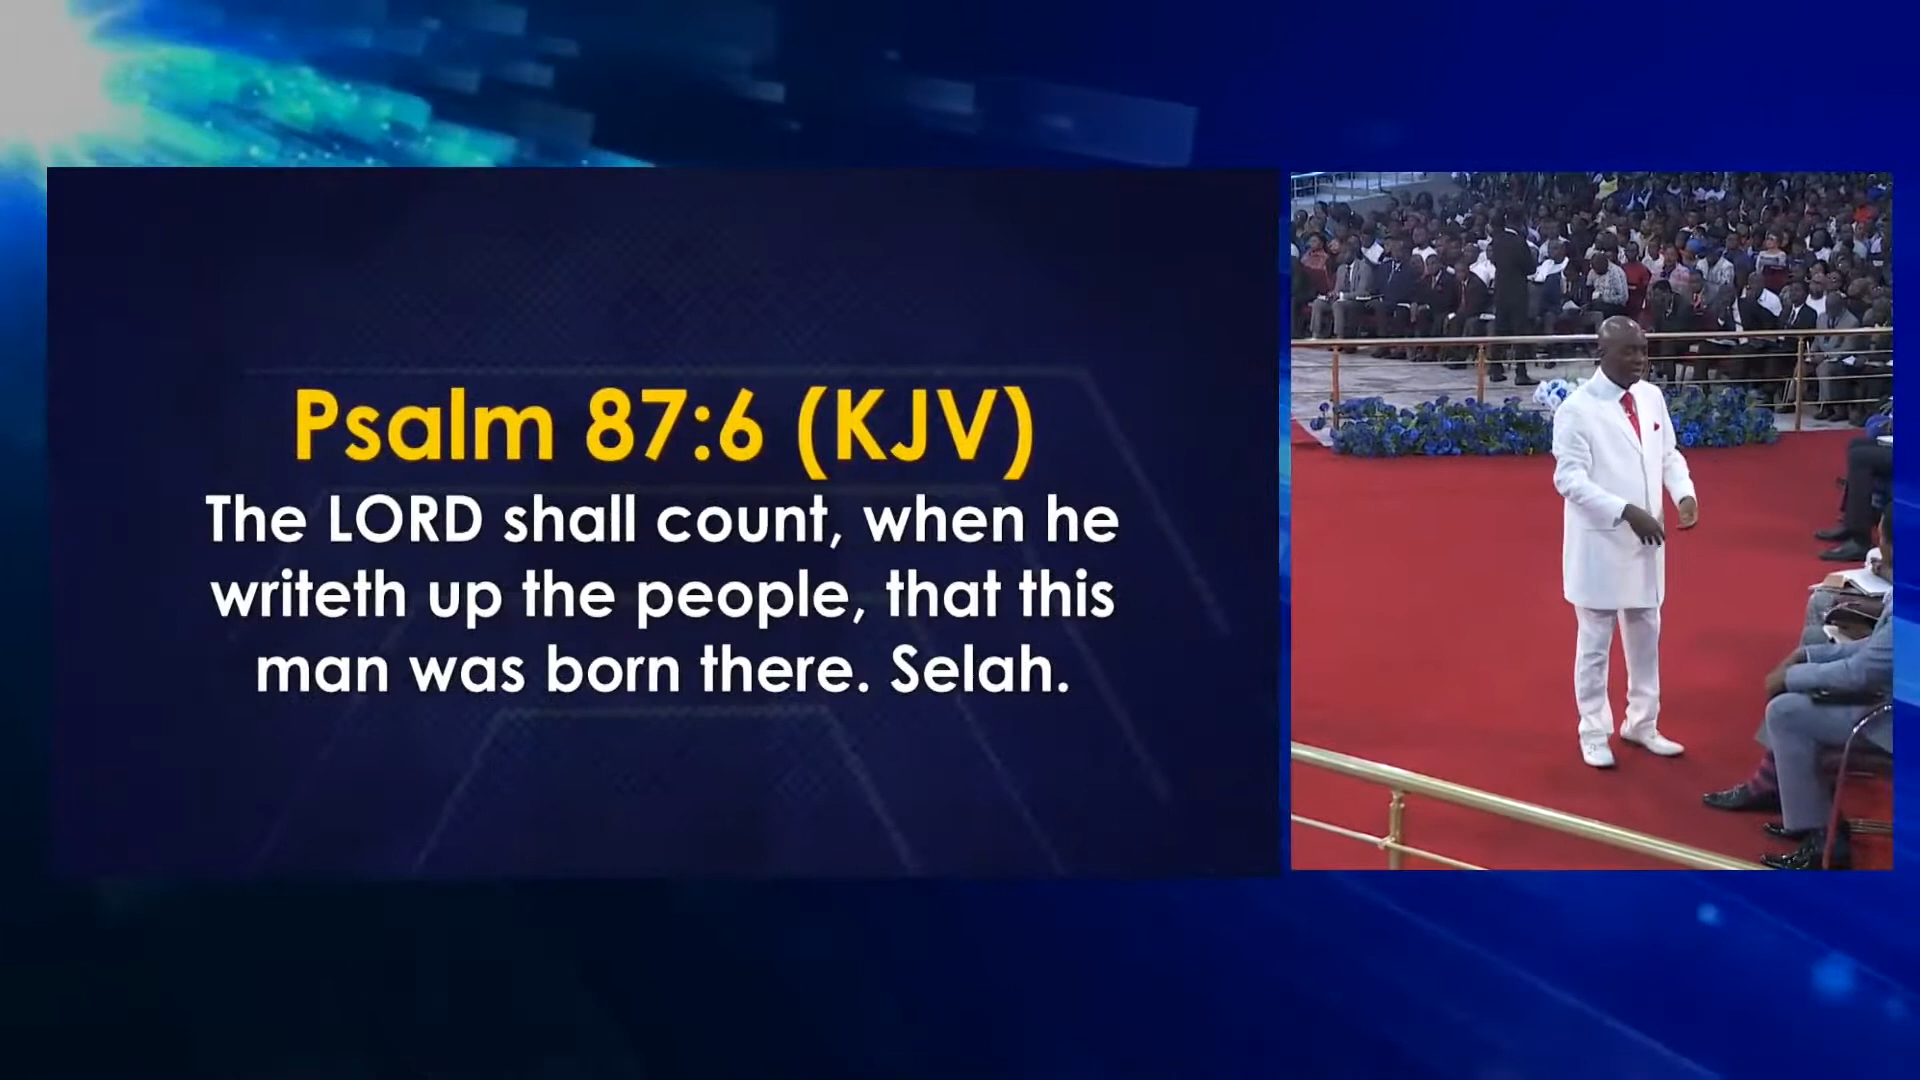 Psalm 87:6 (KJV)
The LORD shall count, when he
writeth up the people, that this
man was born there. Selah.